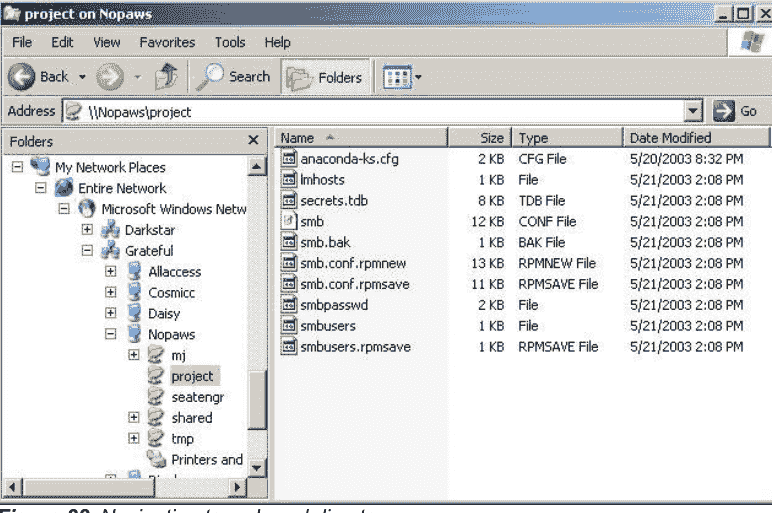 project on Nopaws
File Edit View Favorites Tools Help
Back Search Folders
Address \\Nopaws\project Go
Folders x Name Size Type Date Modified
My Network Places
Entire Network
Microsoft Windows Netw
Darkstar
Grateful
Allaccess
Cosmicc
Daisy
Nopaws
mj
project
seatengr
shared
tmp
Printers and
anaconda-ks.cfg 2 KB CFG File 5/20/2003 8:32 PM
lmhosts 1 KB File 5/21/2003 2:08 PM
secrets.tdb 8 KB TDB File 5/21/2003 2:08 PM
smb 12 KB CONF File 5/21/2003 2:08 PM
smb.bak 1 KB BAK File 5/21/2003 2:08 PM
smb.conf.rpmnew 13 KB RPMNEW File 5/21/2003 2:08 PM
smb.conf.rpmsave 11 KB RPMSAVE File 5/21/2003 2:08 PM
smbpasswd 2 KB File 5/21/2003 2:08 PM
smbusers 1 KB File 5/21/2003 2:08 PM
smbusers.rpmsave 1 KB RPMSAVE File 5/21/2003 2:08 PM